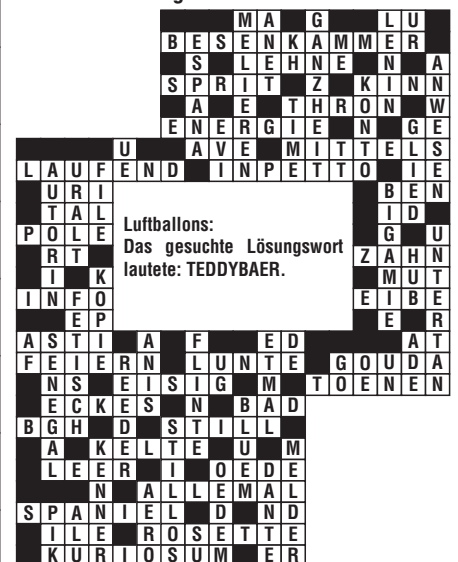 M A G L U
B E S E N K A M M E R
S L E H N E N A
S P R I T Z K I N N
A E T H R O N W
E N E R G I E N G E
U A V E M I T T E L S
L A U F E N D I N P E T T O I E
U R I B E N
T A L I D
Luftballons:
Das gesuchte Lösungswort
lautete: TEDDYBAER.
P O L E G U
R T Z A H N
I K M U T
I N F O E I B E
E P E R
A S T I A F E D A T
F E I E R N L U N T E G O U D A
N S E I S I G M T O E N E N
E C K E S N B A D
B G H D S T I L L
A K E L T E U M
L E E R I O E D E
N A L L E M A L
S P A N I E L D N D
I L E R O S E T T E
K U R I O S U M E R